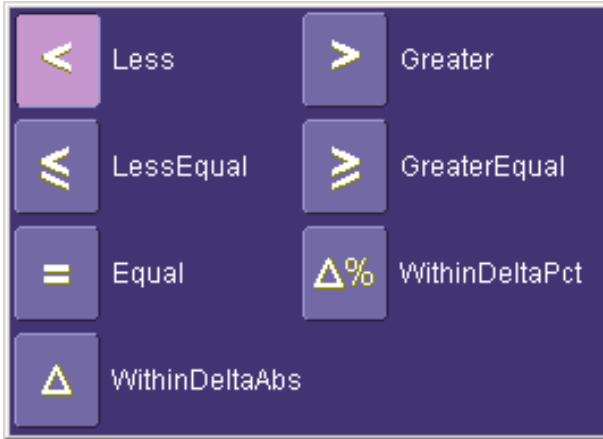 < Less > Greater
≤ LessEqual ≥ GreaterEqual
= Equal Δ% WithinDeltaPct
Δ WithinDeltaAbs